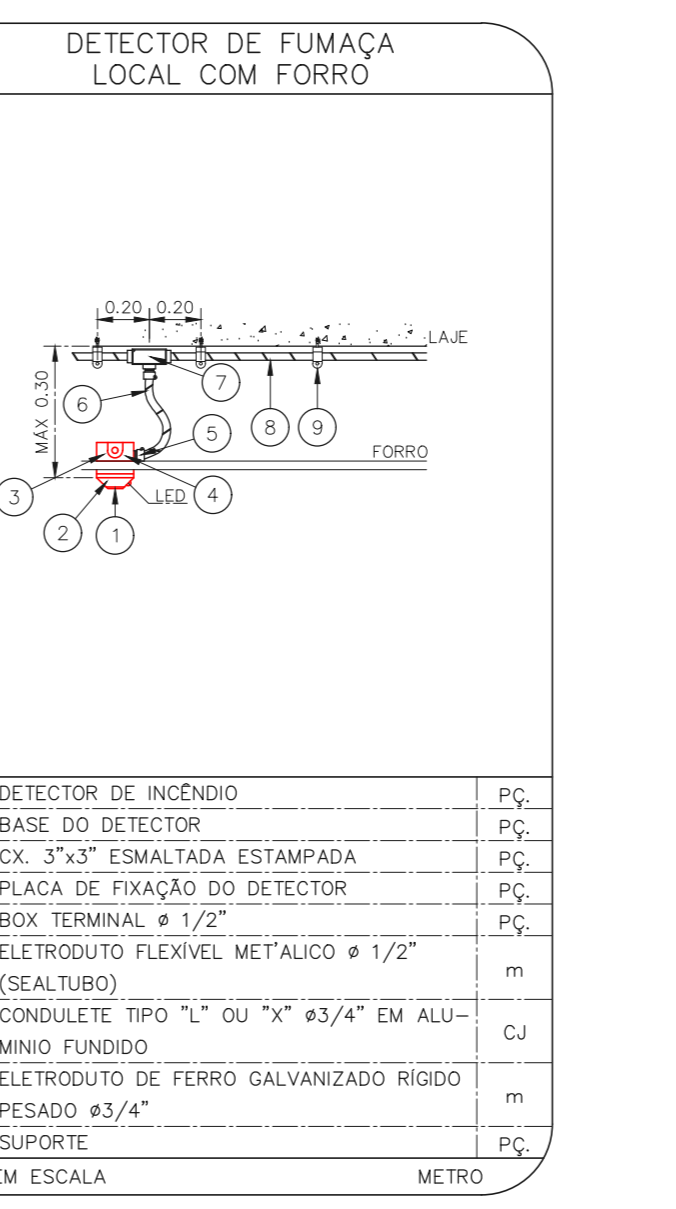 DETECTOR DE FUMAÇA
LOCAL COM FORRO
0.20 0.20
LAJE
MÁX 0.30
7
6
5
8
9
FORRO
3
LED
4
2
1
DETECTOR DE INCÊNDIO PÇ.
BASE DO DETECTOR PÇ.
CX. 3"x3" ESMALTADA ESTAMPADA PÇ.
PLACA DE FIXAÇÃO DO DETECTOR PÇ.
BOX TERMINAL ø 1/2" PÇ.
ELETRODUTO FLEXÍVEL MET'ALICO ø 1/2"
(SEALTUBO) m
CONDULETE TIPO "L" OU "X" ø3/4" EM ALU-
MINIO FUNDIDO CJ
ELETRODUTO DE FERRO GALVANIZADO RÍGIDO
PESADO ø3/4" m
SUPORTE PÇ.
EM ESCALA METRO